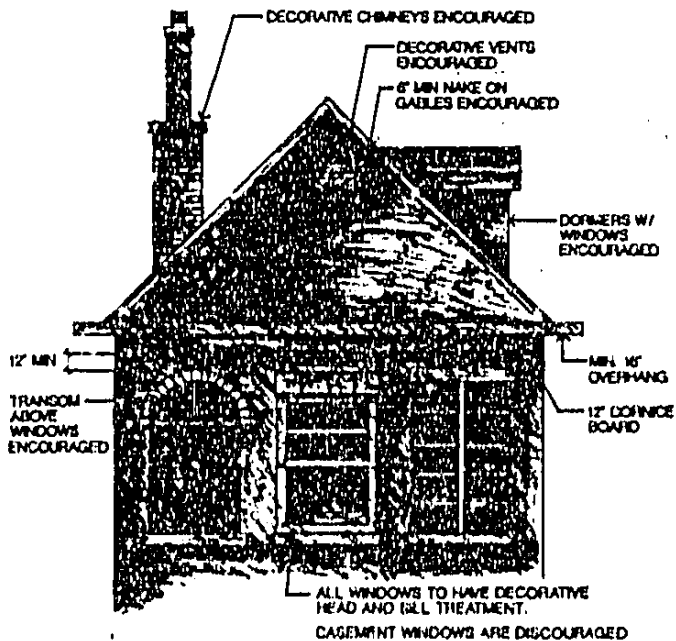 DECORATIVE CHIMNEYS ENCOURAGED
DECORATIVE VENTS
ENCOURAGED
6" MIN NAKE ON
GABLES ENCOURAGED
DORMERS W/
WINDOWS
ENCOURAGED
12" MIN
MIN. 16"
OVERHANG
TRANSOM
ABOVE
WINDOWS
ENCOURAGED
12" CORNICE
BOARD
ALL WINDOWS TO HAVE DECORATIVE
HEAD AND SILL TREATMENT.
CASEMENT WINDOWS ARE DISCOURAGED